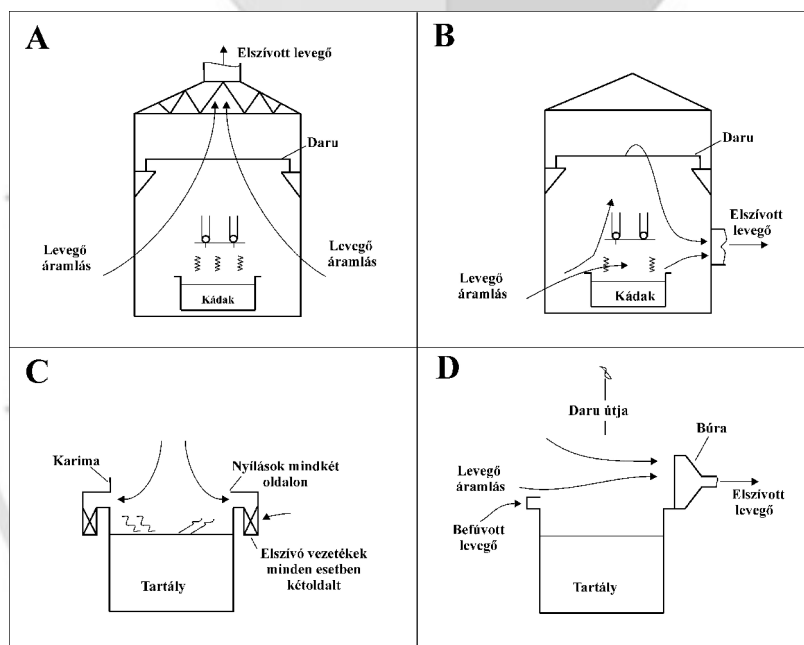 A
Elszívott levegő
Daru
Levegő
áramlás
Levegő
áramlás
Kádak
B
Daru
Elszívott
levegő
Levegő
áramlás
Kádak
C
Karima
Nyílások mindkét
oldalon
Elszívó vezetékek
minden esetben
kétoldalt
Tartály
D
Daru útja
Búra
Levegő
áramlás
Elszívott
levegő
Befúvott
levegő
Tartály